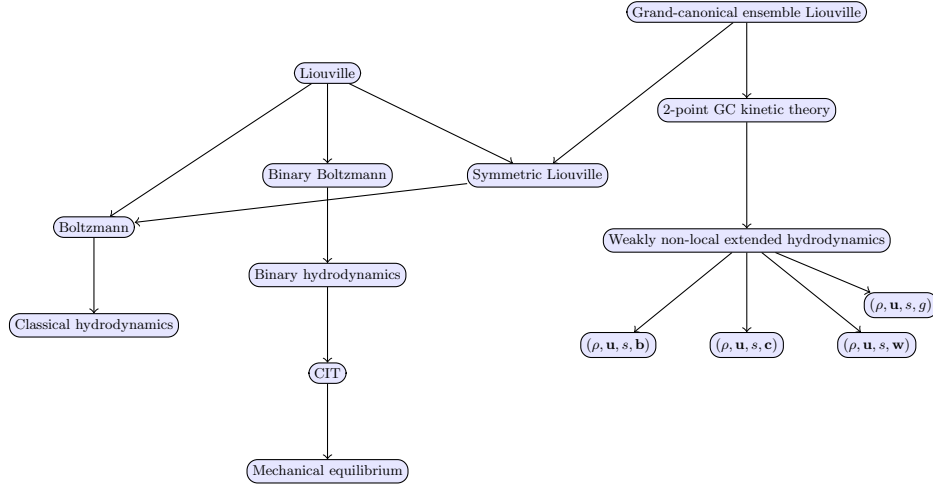 Grand-canonical ensemble Liouville
Liouville
2-point GC kinetic theory
Binary Boltzmann
Symmetric Liouville
Boltzmann
Weakly non-local extended hydrodynamics
Binary hydrodynamics
(ρ, u, s, g)
Classical hydrodynamics
(ρ, u, s, b)
(ρ, u, s, c)
(ρ, u, s, w)
CIT
Mechanical equilibrium